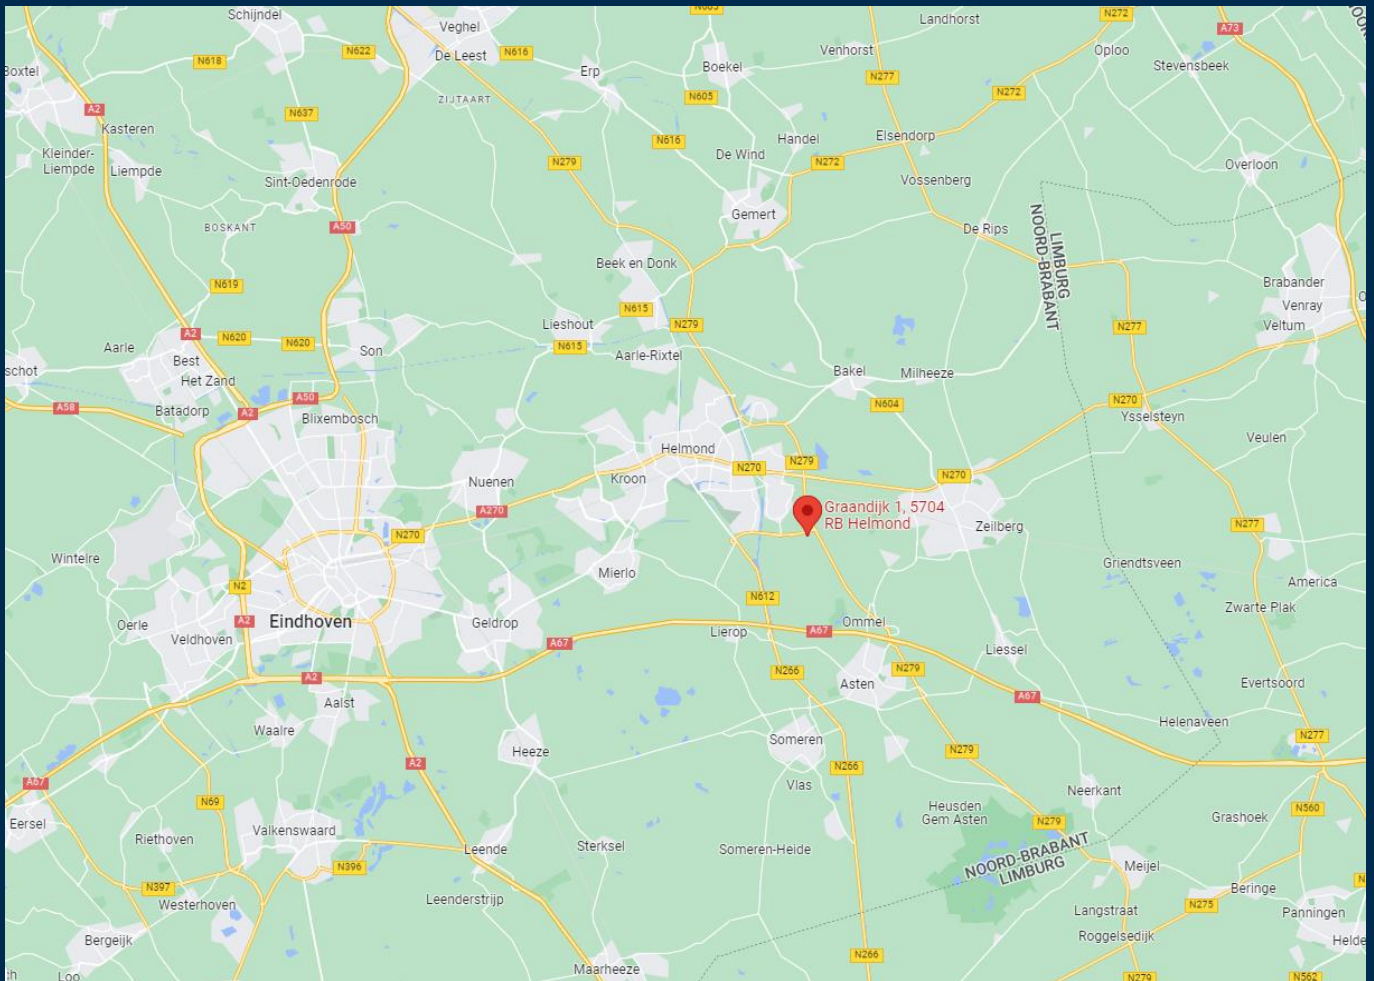 Schijndel
Veghel
N605
Landhorst
N272
A73
De Leest
N616
N622
N618
Venhorst
Oploo
Stevensbeek
Boxtel
Erp
Boekel
N277
A2
ZIJTAART
N605
N272
Kasteren
N637
Handel
Elsendorp
N616
De Wind
Kleinder-
Liempde
Liempde
N279
N272
Overloon
Sint-Oedenrode
Vossenberg
Gemert
BOSKANT
A50
De Rips
LIMBURG
NOORD-BRABANT
Beek en Donk
N619
Brabander
Venray
N615
Lieshout
N279
Veltum
N277
A2
N620
N620
Aarle
Son
N615
Aarle-Rixtel
Best
Het Zand
schot
Bakel
Milheeze
A58
Batadorp
A2
A50
Blixembosch
N604
N270
Ysselsteyn
Veulen
Helmond
N279
N270
N270
Nuenen
Kroon
A270
Graandijk 1, 5704
RB Helmond
Zeilberg
N277
N270
Wintelre
Griendtsveen
Mierlo
America
N2
N612
Zwarte Plak
Oerle
A2
Eindhoven
Geldrop
Ommel
Veldhoven
A67
Lierop
A67
Liessel
A2
N266
N279
Asten
Evertsoord
A67
Aalst
Waalre
Helenaveen
Heeze
Someren
N279
N277
A2
N266
A67
Vlas
Neerkant
N69
Heusden
Gem Asten
N560
Grashoek
Eersel
Valkenswaard
N279
Riethoven
Leende
Sterksel
Someren-Heide
NOORD-BRABANT
LIMBURG
N396
Meijel
N397
Beringe
Westerhoven
Leenderstrijp
N275
Langstraat
Panningen
Bergeijk
Roggelsedijk
Helde
N266
Maarheeze
Loo
N279
N562